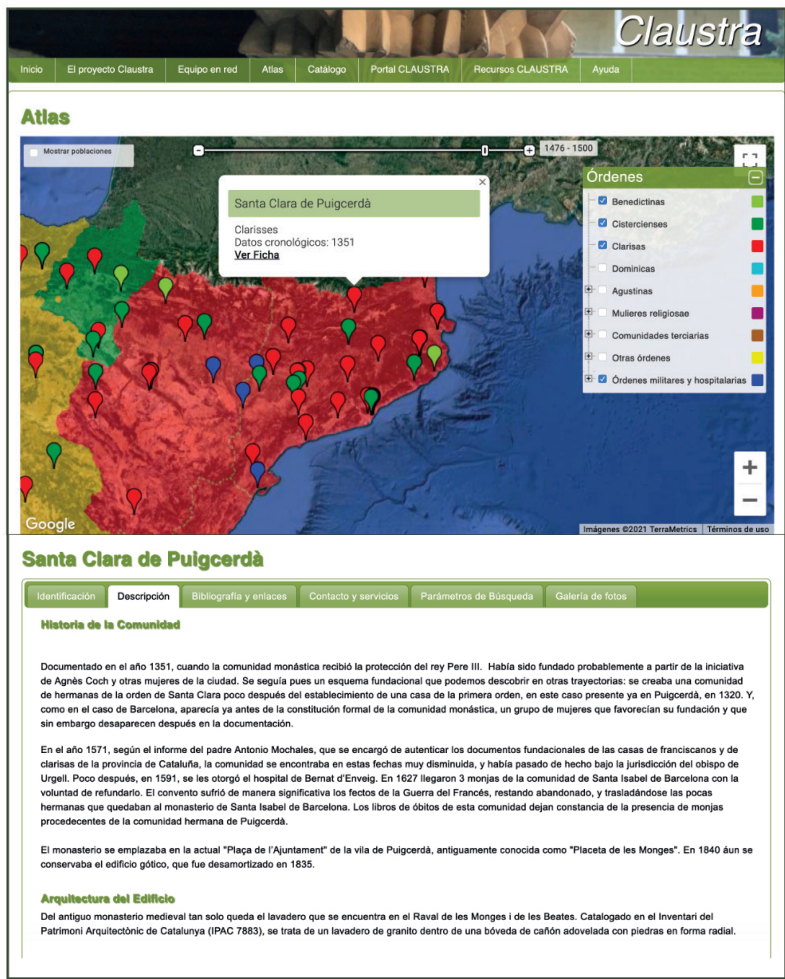 Claustra
Inicio El proyecto Claustra Equipo en red Atlas Catálogo Portal CLAUSTRA Recursos CLAUSTRA Ayuda
Atlas
Mostrar poblaciones
1476 - 1500
Santa Clara de Puigcerdà
Clarisses
Datos cronológicos: 1351
Ver Ficha
Órdenes
Benedictinas
Cistercienses
Clarisas
Dominicas
Agustinas
Mulieres religiosae
Comunidades terciarias
Otras órdenes
Órdenes militares y hospitalarias
Google
Imágenes ©2021 TerraMetrics Términos de uso
Santa Clara de Puigcerdà
Identificación Descripción Bibliografía y enlaces Contacto y servicios Parámetros de Búsqueda Galería de fotos
Historia de la Comunidad
Documentado en el año 1351, cuando la comunidad monástica recibió la protección del rey Pere III. Había sido fundado probablemente a partir de la iniciativa
de Agnès Coch y otras mujeres de la ciudad. Se seguía pues un esquema fundacional que podemos descobrir en otras trayectorias: se creaba una comunidad
de hermanas de la orden de Santa Clara poco después del establecimiento de una casa de la primera orden, en este caso presente ya en Puigcerdà, en 1320. Y,
como en el caso de Barcelona, aparecía ya antes de la constitución formal de la comunidad monástica, un grupo de mujeres que favorecían su fundación y que
sin embargo desaparecen después en la documentación.
En el año 1571, según el informe del padre Antonio Mochales, que se encargó de autenticar los documentos fundacionales de las casas de franciscanos y de
clarisas de la provincia de Cataluña, la comunidad se encontraba en estas fechas muy disminuida, y había pasado de hecho bajo la jurisdicción del obispo de
Urgell. Poco después, en 1591, se les otorgó el hospital de Bernat d'Enveig. En 1627 llegaron 3 monjas de la comunidad de Santa Isabel de Barcelona con la
voluntad de refundarlo. El convento sufrió de manera significativa los fectos de la Guerra del Francés, restando abandonado, y trasladándose las pocas
hermanas que quedaban al monasterio de Santa Isabel de Barcelona. Los libros de óbitos de esta comunidad dejan constancia de la presencia de monjas
procedecentes de la comunidad hermana de Puigcerdà.
El monasterio se emplazaba en la actual "Plaça de l'Ajuntament" de la vila de Puigcerdà, antiguamente conocida como "Placeta de les Monges". En 1840 áun se
conservaba el edificio gótico, que fue desamortizado en 1835.
Arquitectura del Edificio
Del antiguo monasterio medieval tan solo queda el lavadero que se encuentra en el Raval de les Monges i de les Beates. Catalogado en el Inventari del
Patrimoni Arquitectònic de Catalunya (IPAC 7883), se trata de un lavadero de granito dentro de una bóveda de cañón adovelada con piedras en forma radial.